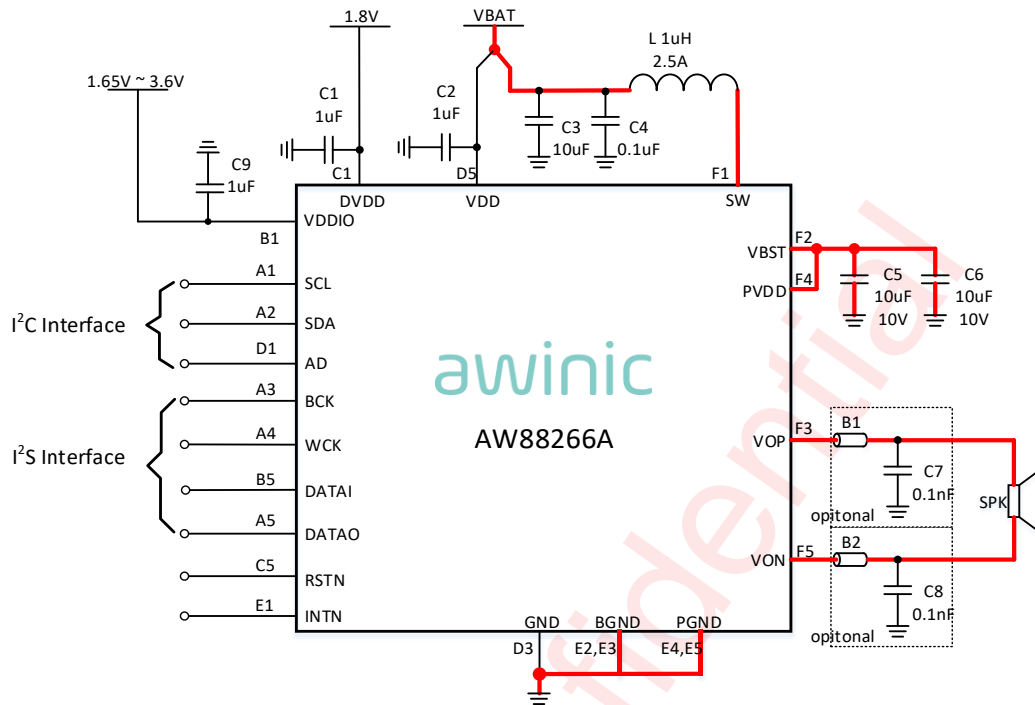 1.8V
VBAT
L 1uH
2.5A
1.65V ~ 3.6V
C1
1uF
C2
1uF
C3
10uF
C4
0.1uF
C9
1uF
C1
D5
F1
DVDD
VDD
SW
VDDIO
B1
F2
VBST
F4
PVDD
C5
10uF
10V
C6
10uF
10V
I²C Interface
A1
SCL
A2
SDA
D1
AD
I²S Interface
A3
BCK
A4
WCK
B5
DATAI
A5
DATAO
C5
RSTN
E1
INTN
awinic
AW88266A
F3
VOP
B1
C7
0.1nF
opitonal
SPK
F5
VON
B2
C8
0.1nF
opitonal
GND
BGND
PGND
D3
E2,E3
E4,E5
fidential